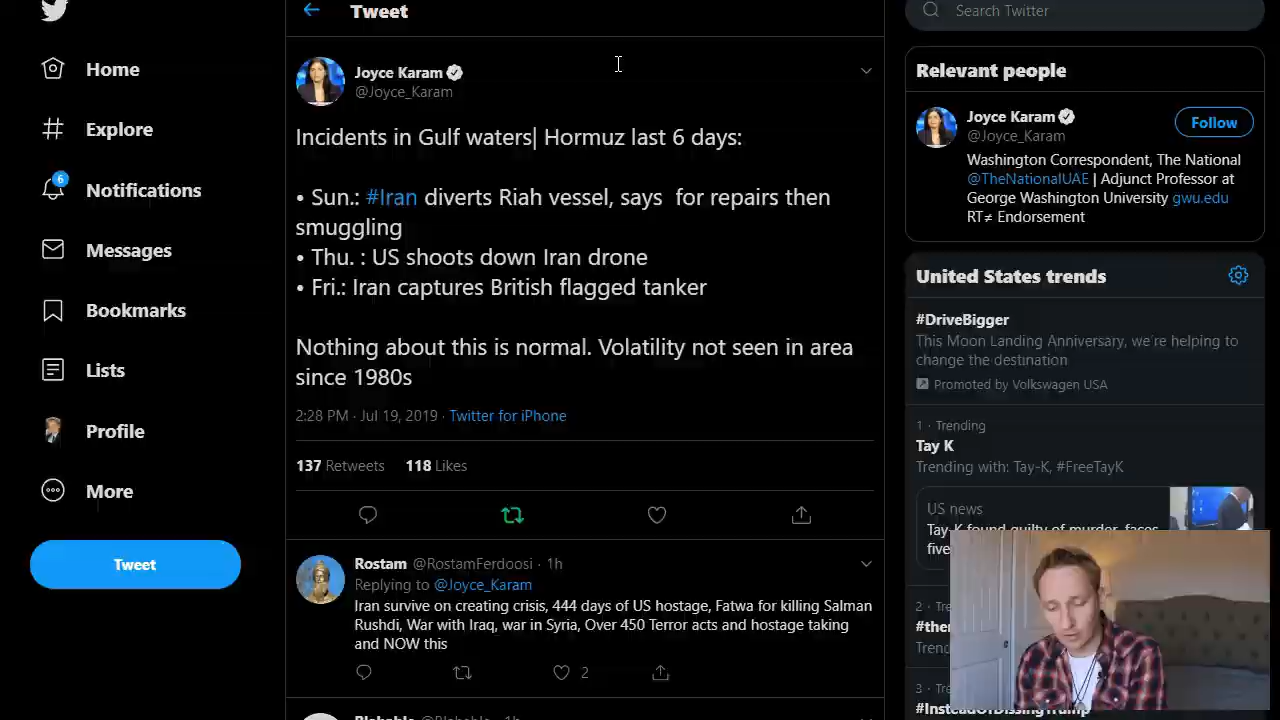 Tweet
Search Twitter
Home
Explore
6
Notifications
Messages
Bookmarks
Lists
Profile
More
Tweet
Joyce Karam
@Joyce_Karam
Incidents in Gulf waters| Hormuz last 6 days:
• Sun.: #Iran diverts Riah vessel, says for repairs then
smuggling
• Thu. : US shoots down Iran drone
• Fri.: Iran captures British flagged tanker
Nothing about this is normal. Volatility not seen in area
since 1980s
2:28 PM · Jul 19, 2019 · Twitter for iPhone
137 Retweets 118 Likes
Rostam @RostamFerdoosi · 1h
Replying to @Joyce_Karam
Iran survive on creating crisis, 444 days of US hostage, Fatwa for killing Salman
Rushdi, War with Iraq, war in Syria, Over 450 Terror acts and hostage taking
and NOW this
2
Relevant people
Joyce Karam
@Joyce_Karam
Follow
Washington Correspondent, The National
@TheNationalUAE | Adjunct Professor at
George Washington University gwu.edu
RT≠ Endorsement
United States trends
#DriveBigger
This Moon Landing Anniversary, we're helping to
change the destination
Promoted by Volkswagen USA
1 · Trending
Tay K
Trending with: Tay-K, #FreeTayK
US news
Tay-K found guilty of murder, faces
2
3